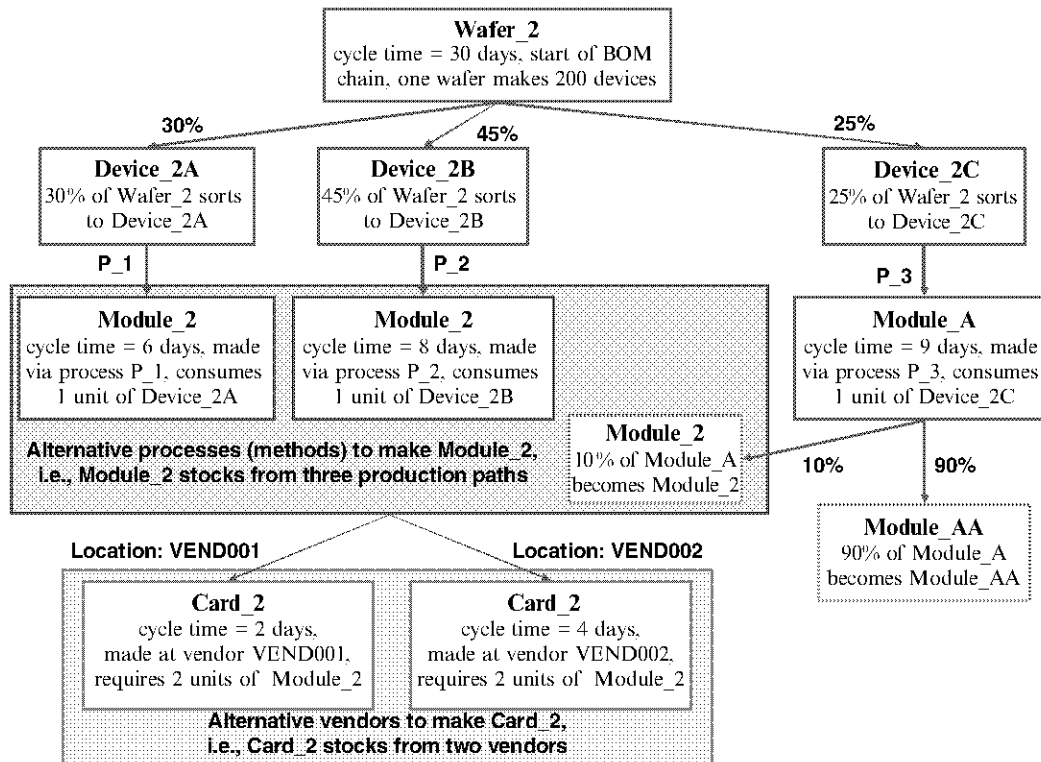 Wafer_2
cycle time = 30 days, start of BOM
chain, one wafer makes 200 devices
30%
45%
25%
Device_2A
30% of Wafer_2 sorts
to Device_2A
Device_2B
45% of Wafer_2 sorts
to Device_2B
Device_2C
25% of Wafer_2 sorts
to Device_2C
P_1
P_2
P_3
Module_2
cycle time = 6 days, made
via process P_1, consumes
1 unit of Device_2A
Module_2
cycle time = 8 days, made
via process P_2, consumes
1 unit of Device_2B
Module_A
cycle time = 9 days, made
via process P_3, consumes
1 unit of Device_2C
Alternative processes (methods) to make Module_2,
i.e., Module_2 stocks from three production paths
Module_2
10% of Module_A
becomes Module_2
10%
90%
Module_AA
90% of Module_A
becomes Module_AA
Location: VEND001
Location: VEND002
Card_2
cycle time = 2 days,
made at vendor VEND001,
requires 2 units of Module_2
Card_2
cycle time = 4 days,
made at vendor VEND002,
requires 2 units of Module_2
Alternative vendors to make Card_2,
i.e., Card_2 stocks from two vendors